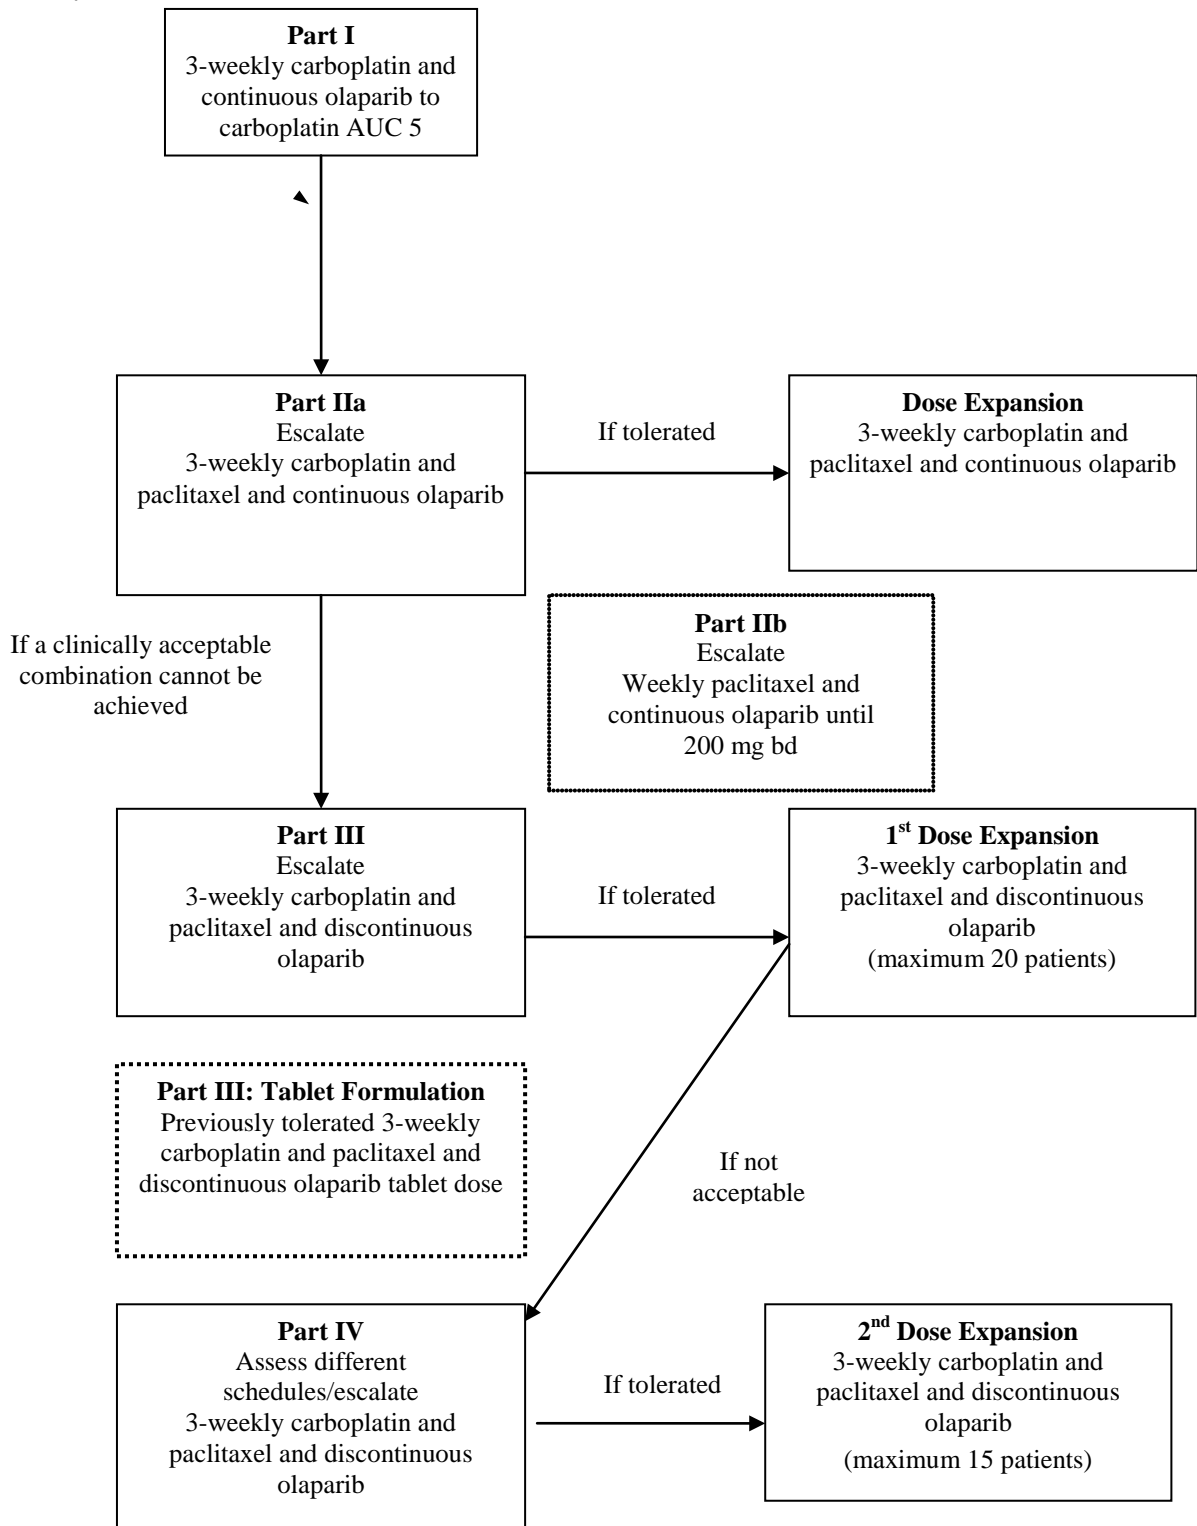 Part I
3-weekly carboplatin and
continuous olaparib to
carboplatin AUC 5
Part IIa
Escalate
3-weekly carboplatin and
paclitaxel and continuous olaparib
If tolerated
Dose Expansion
3-weekly carboplatin and
paclitaxel and continuous olaparib
If a clinically acceptable
combination cannot be
achieved
Part IIb
Escalate
Weekly paclitaxel and
continuous olaparib until
200 mg bd
Part III
Escalate
3-weekly carboplatin and
paclitaxel and discontinuous
olaparib
If tolerated
1st Dose Expansion
3-weekly carboplatin and
paclitaxel and discontinuous
olaparib
(maximum 20 patients)
Part III: Tablet Formulation
Previously tolerated 3-weekly
carboplatin and paclitaxel and
discontinuous olaparib tablet dose
If not
acceptable
Part IV
Assess different
schedules/escalate
3-weekly carboplatin and
paclitaxel and discontinuous
olaparib
If tolerated
2nd Dose Expansion
3-weekly carboplatin and
paclitaxel and discontinuous
olaparib
(maximum 15 patients)